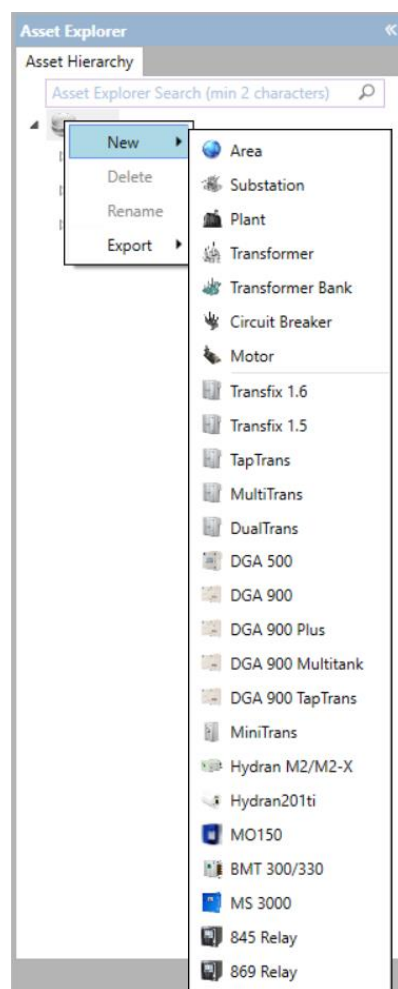 Asset Explorer
Asset Hierarchy
Asset Explorer Search (min 2 characters)
New
Delete
Rename
Export
Area
Substation
Plant
Transformer
Transformer Bank
Circuit Breaker
Motor
Transfix 1.6
Transfix 1.5
TapTrans
MultiTrans
DualTrans
DGA 500
DGA 900
DGA 900 Plus
DGA 900 Multitank
DGA 900 TapTrans
MiniTrans
Hydran M2/M2-X
Hydran201ti
MO150
BMT 300/330
MS 3000
845 Relay
869 Relay